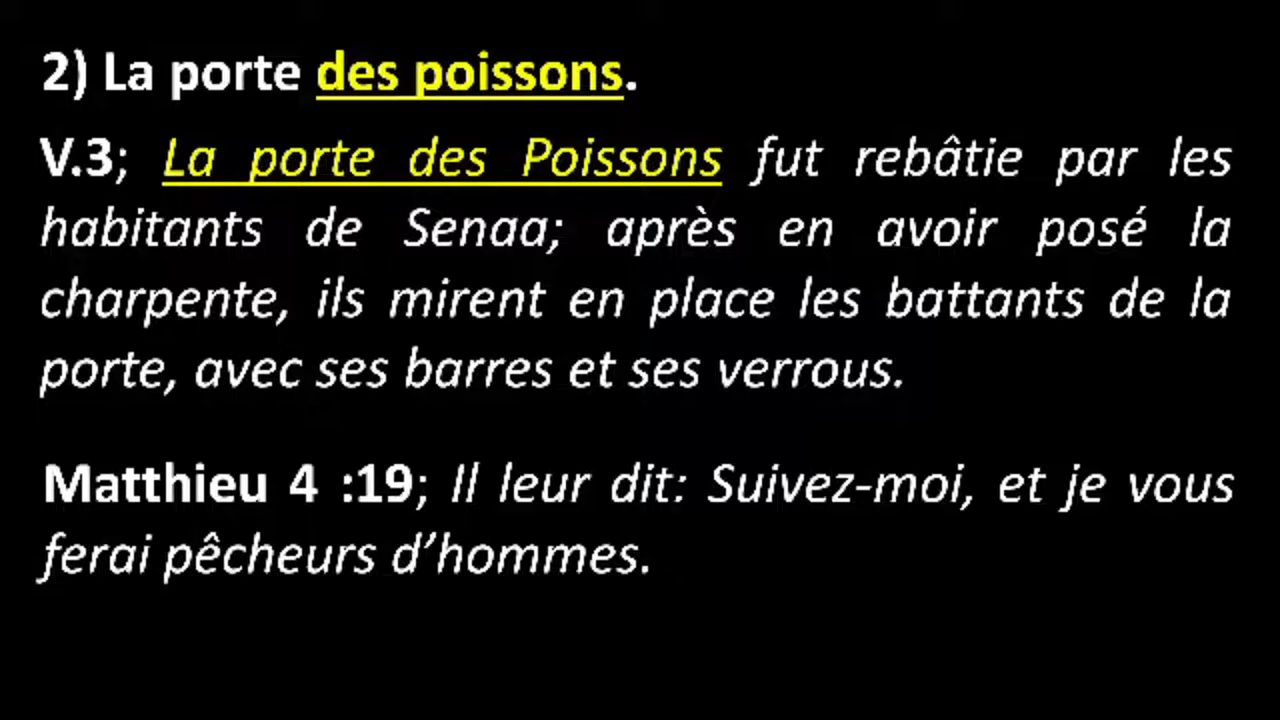 2) La porte des poissons.
V.3; La porte des Poissons fut rebâtie par les
habitants de Senaa; après en avoir posé la
charpente, ils mirent en place les battants de la
porte, avec ses barres et ses verrous.
Matthieu 4 :19; Il leur dit: Suivez-moi, et je vous
ferai pêcheurs d’hommes.